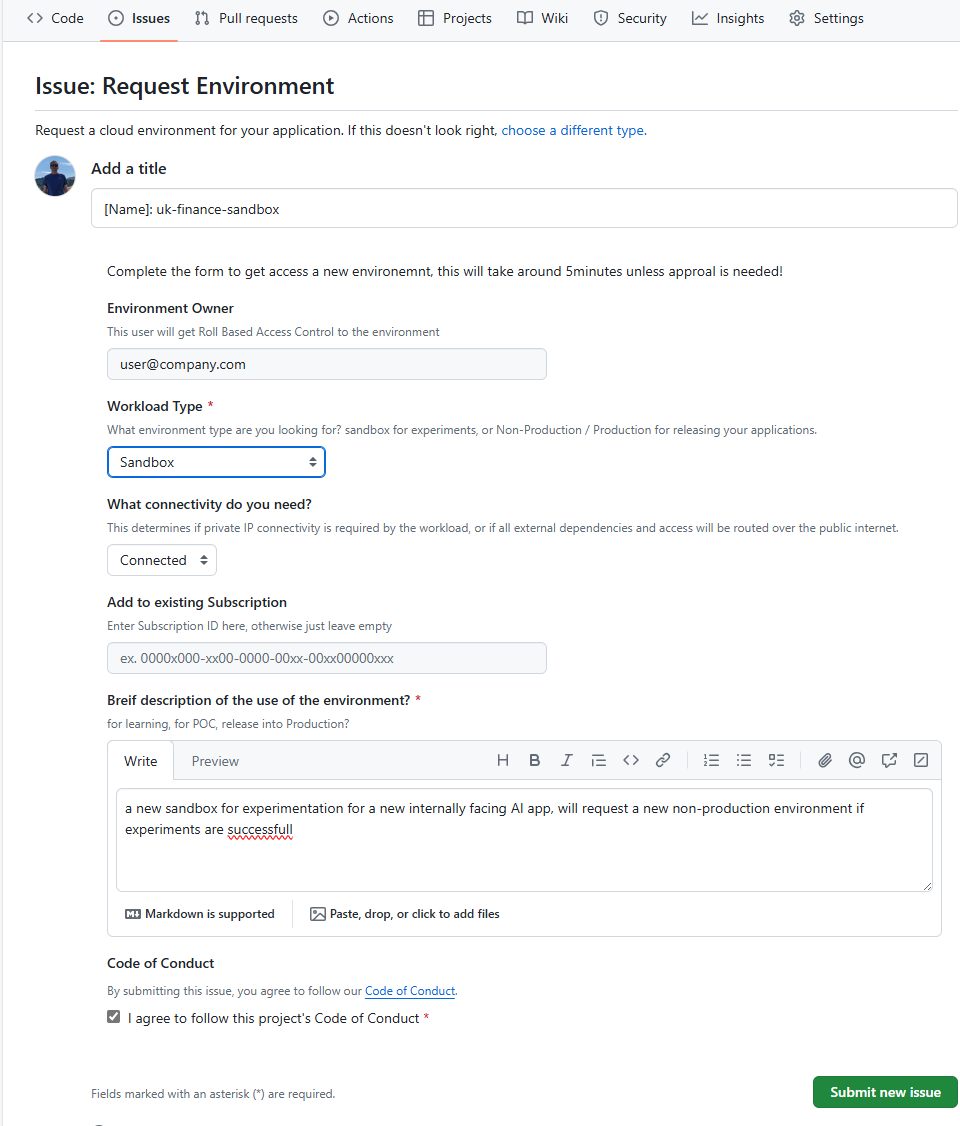 Code Issues Pull requests Actions Projects Wiki Security Insights Settings
Issue: Request Environment
Request a cloud environment for your application. If this doesn't look right, choose a different type.
Add a title
[Name]: uk-finance-sandbox
Complete the form to get access a new environemnt, this will take around 5minutes unless approal is needed!
Environment Owner
This user will get Roll Based Access Control to the environment
user@company.com
Workload Type *
What environment type are you looking for? sandbox for experiments, or Non-Production / Production for releasing your applications.
Sandbox
What connectivity do you need?
This determines if private IP connectivity is required by the workload, or if all external dependencies and access will be routed over the public internet.
Connected
Add to existing Subscription
Enter Subscription ID here, otherwise just leave empty
ex. 0000x000-xx00-0000-00xx-00xx00000xxx
Breif description of the use of the environment? *
for learning, for POC, release into Production?
Write Preview
a new sandbox for experimentation for a new internally facing AI app, will request a new non-production environment if
experiments are successfull
Markdown is supported Paste, drop, or click to add files
Code of Conduct
By submitting this issue, you agree to follow our Code of Conduct.
I agree to follow this project's Code of Conduct *
Fields marked with an asterisk (*) are required.
Submit new issue